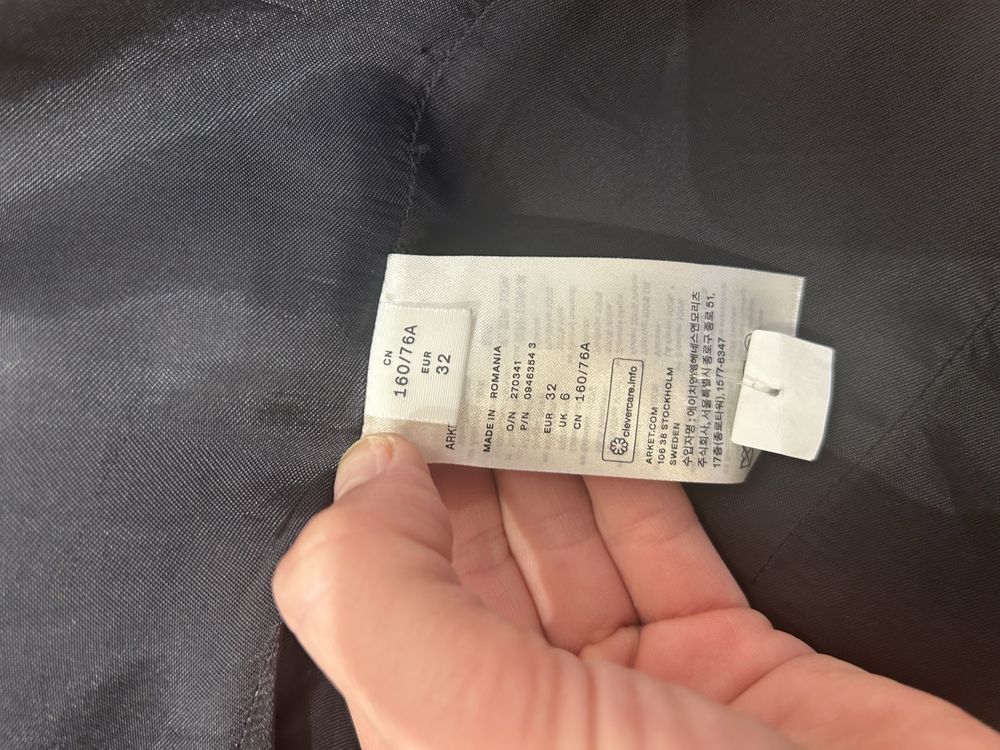 CN
160/76A
EUR
32
ARK
MADE IN ROMANIA
O/N 270341
P/N 0946354 3
EUR 32
UK 6
CN 160/76A
clevercare.info
ARKET.COM
106 38 STOCKHOLM
SWEDEN
수입자명 : 에이치앤엠헤네스앤모리츠
주식회사, 서울특별시 종로구 종로 51,
17층(종로타워), 1577-6347